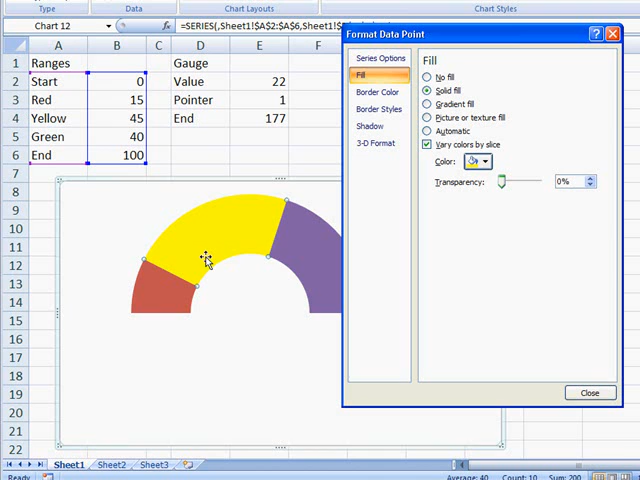 Type Data Chart Layouts Chart Styles
Chart 12 fx =SERIES(,Sheet1!$A$2:$A$6,Sheet1!
A B C D E F
1 Ranges Gauge
2 Start 0 Value 22
3 Red 15 Pointer 1
4 Yellow 45 End 177
5 Green 40
6 End 100
7
8
9
10
11
12
13
14
15
16
17
18
19
20
21
22
Format Data Point
Series Options
Fill
Border Color
Border Styles
Shadow
3-D Format
Fill
No fill
Solid fill
Gradient fill
Picture or texture fill
Automatic
Vary colors by slice
Color:
Transparency: 0%
Close
Sheet1 Sheet2 Sheet3
Ready Average: 40 Count: 10 Sum: 200